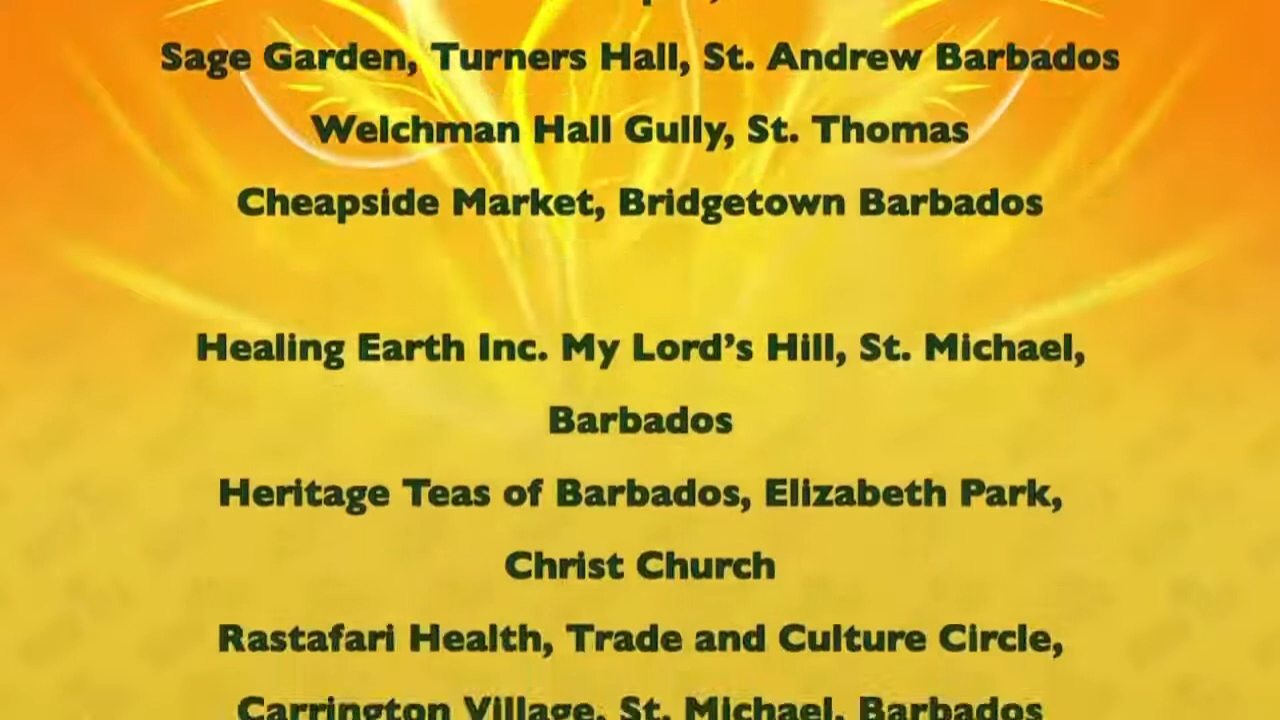 Sage Garden, Turners Hall, St. Andrew Barbados
Welchman Hall Gully, St. Thomas
Cheapside Market, Bridgetown Barbados
Healing Earth Inc. My Lord’s Hill, St. Michael,
Barbados
Heritage Teas of Barbados, Elizabeth Park,
Christ Church
Rastafari Health, Trade and Culture Circle,
Carrington Village, St. Michael, Barbados